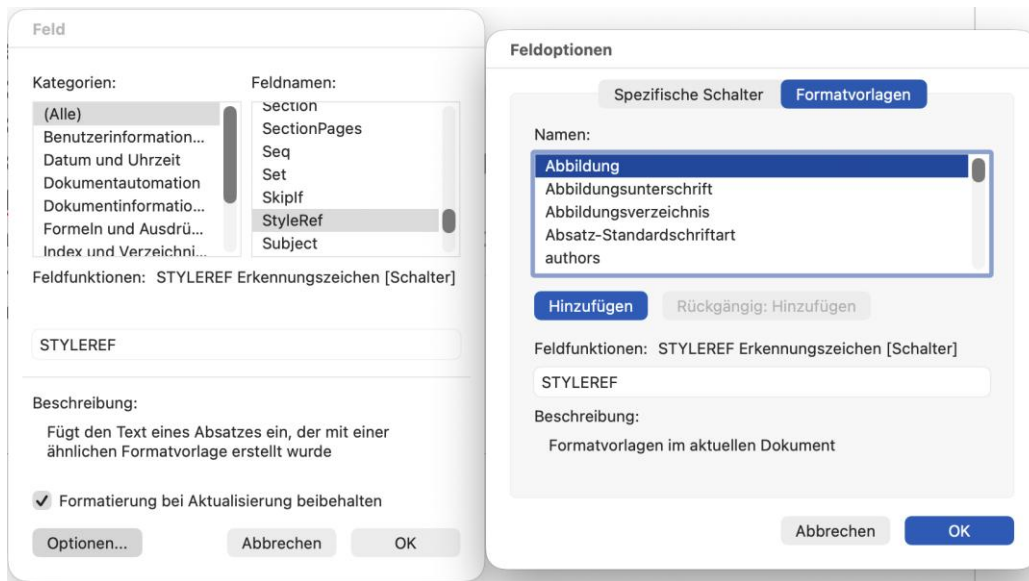 Feld
Kategorien:
(Alle)
Benutzerinformation...
Datum und Uhrzeit
Dokumentautomation
Dokumentinformatio...
Formeln und Ausdrü...
Index und Verzeichni...
Feldnamen:
Section
SectionPages
Seq
Set
SkipIf
StyleRef
Subject
Feldfunktionen: STYLEREF Erkennungszeichen [Schalter]
STYLEREF
Beschreibung:
Fügt den Text eines Absatzes ein, der mit einer
ähnlichen Formatvorlage erstellt wurde
Formatierung bei Aktualisierung beibehalten
Optionen...
Abbrechen
OK
Feldoptionen
Spezifische Schalter
Formatvorlagen
Namen:
Abbildung
Abbildungsunterschrift
Abbildungsverzeichnis
Absatz-Standardschriftart
authors
Hinzufügen
Rückgängig: Hinzufügen
Feldfunktionen: STYLEREF Erkennungszeichen [Schalter]
STYLEREF
Beschreibung:
Formatvorlagen im aktuellen Dokument
Abbrechen
OK